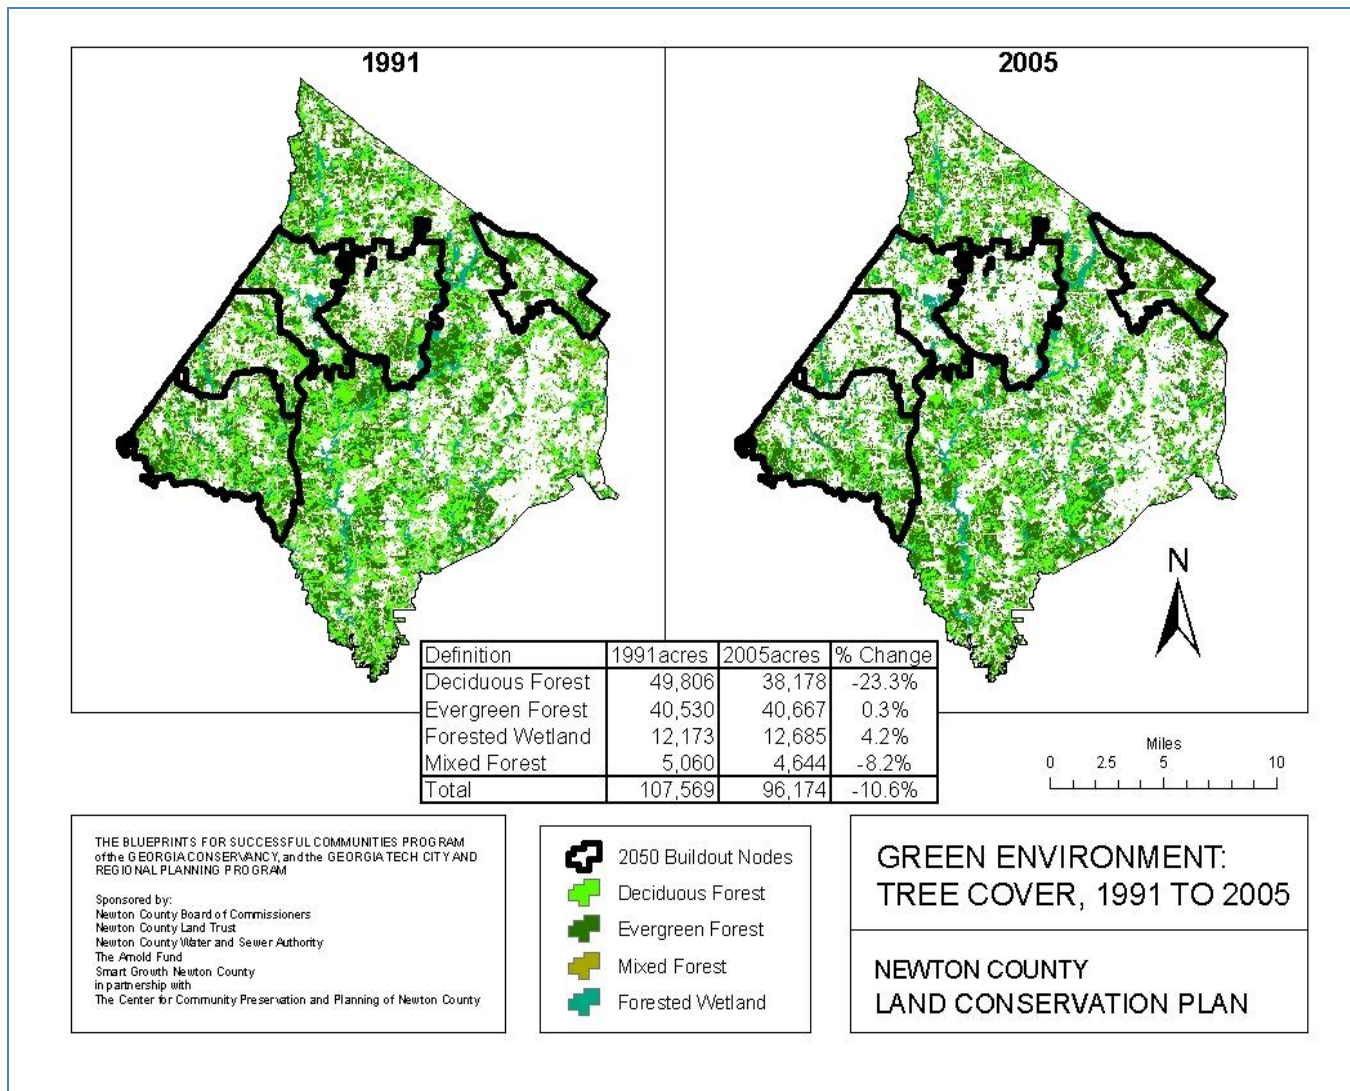 1991
2005
N
Definition 1991acres 2005acres % Change
Deciduous Forest 49,806 38,178 -23.3%
Evergreen Forest 40,530 40,667 0.3%
Forested Wetland 12,173 12,685 4.2%
Mixed Forest 5,060 4,644 -8.2%
Total 107,569 96,174 -10.6%
Miles
0 2.5 5 10
THE BLUEPRINTS FOR SUCCESSFUL COMMUNITIES PROGRAM
of the GEORGIA CONSERVANCY, and the GEORGIA TECH CITY AND
REGIONAL PLANNING PROGRAM
Sponsored by:
Newton County Board of Commissioners
Newton County Land Trust
Newton County Water and Sewer Authority
The Arnold Fund
Smart Growth Newton County
in partnership with
The Center for Community Preservation and Planning of Newton County
2050 Buildout Nodes
Deciduous Forest
Evergreen Forest
Mixed Forest
Forested Wetland
GREEN ENVIRONMENT:
TREE COVER, 1991 TO 2005
NEWTON COUNTY
LAND CONSERVATION PLAN